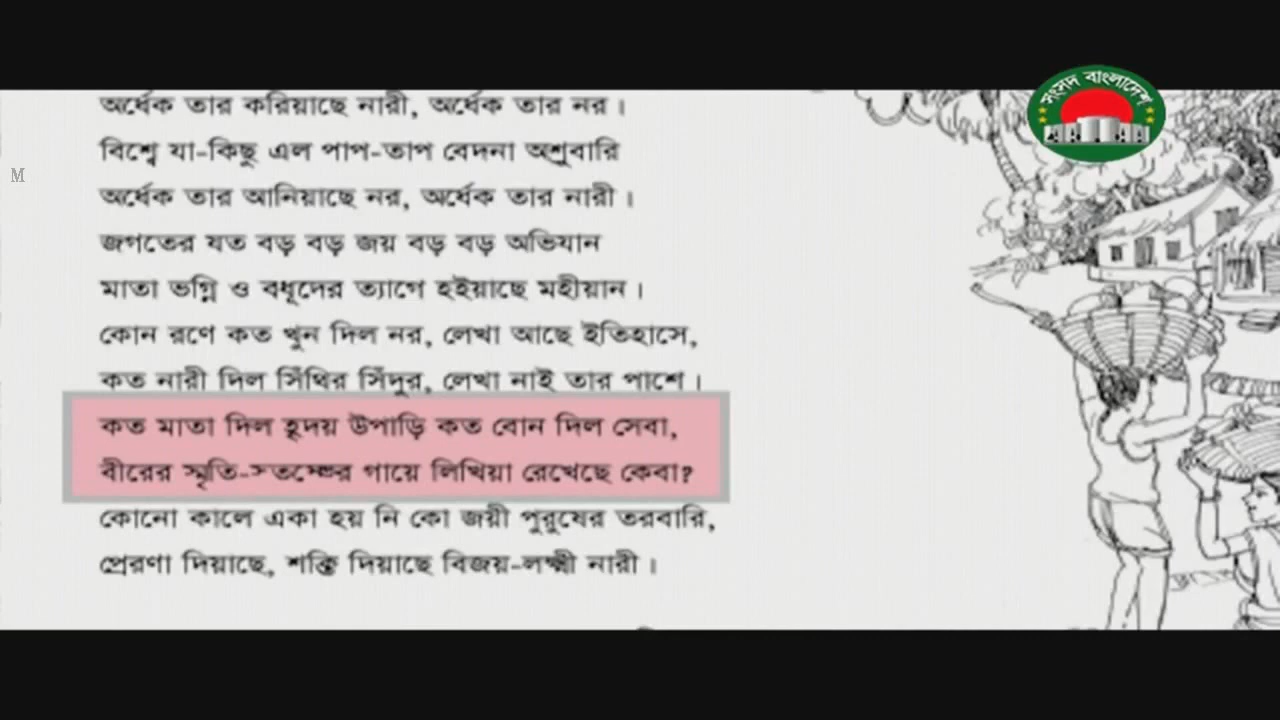 সংসদ বাংলাদেশ
অর্ধেক তার করিয়াছে নারী, অর্ধেক তার নর।
বিশ্বে যা-কিছু এল পাপ-তাপ বেদনা অশ্রুবারি
M
অর্ধেক তার আনিয়াছে নর, অর্ধেক তার নারী।
জগতের যত বড় বড় জয় বড় বড় অভিযান
মাতা ভগ্নি ও বধূদের ত্যাগে হইয়াছে মহীয়ান।
কোন রণে কত খুন দিল নর, লেখা আছে ইতিহাসে,
কত নারী দিল সিঁথির সিঁদুর, লেখা নাই তার পাশে।
কত মাতা দিল হৃদয় উপাড়ি কত বোন দিল সেবা,
বীরের স্মৃতি-স্তম্ভের গায়ে লিখিয়া রেখেছে কেবা?
কোনো কালে একা হয় নি কো জয়ী পুরুষের তরবারি,
প্রেরণা দিয়াছে, শক্তি দিয়াছে বিজয়-লক্ষ্মী নারী।